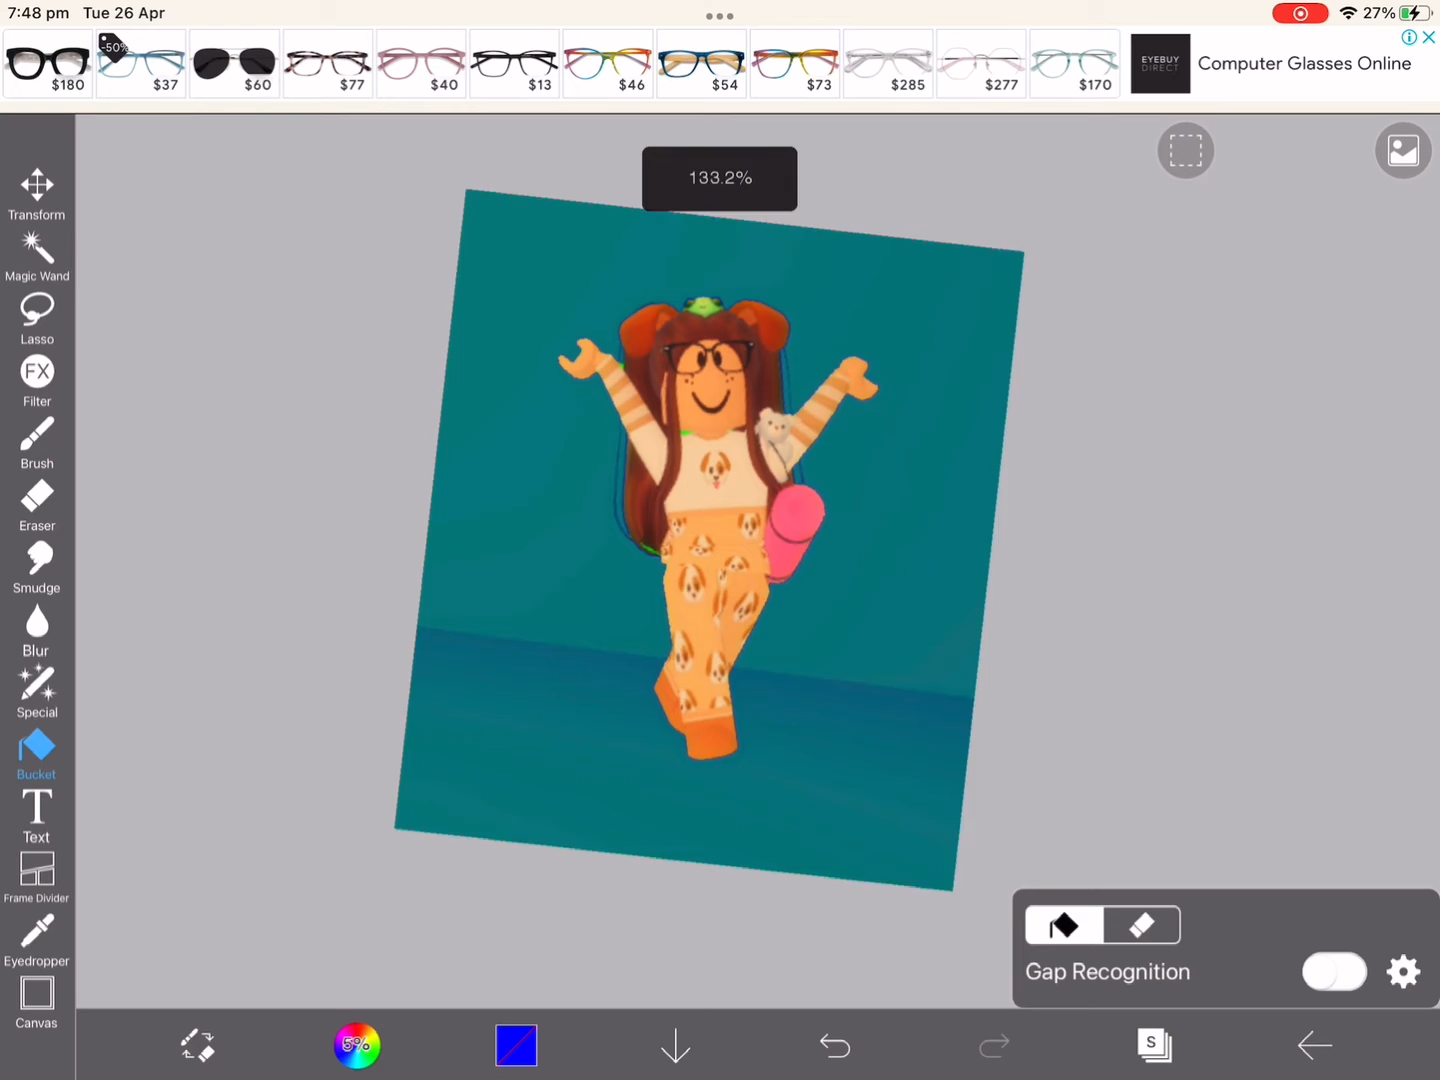 7:48 pm Tue 26 Apr
27%
-50%
$180
$37
$60
$77
$40
$13
$46
$54
$73
$285
$277
$170
EYEBUY
DIRECT
Computer Glasses Online
133.2%
Transform
Magic Wand
Lasso
FX
Filter
Brush
Eraser
Smudge
Blur
Special
Bucket
T
Text
Frame Divider
Eyedropper
Canvas
Gap Recognition
5%
S